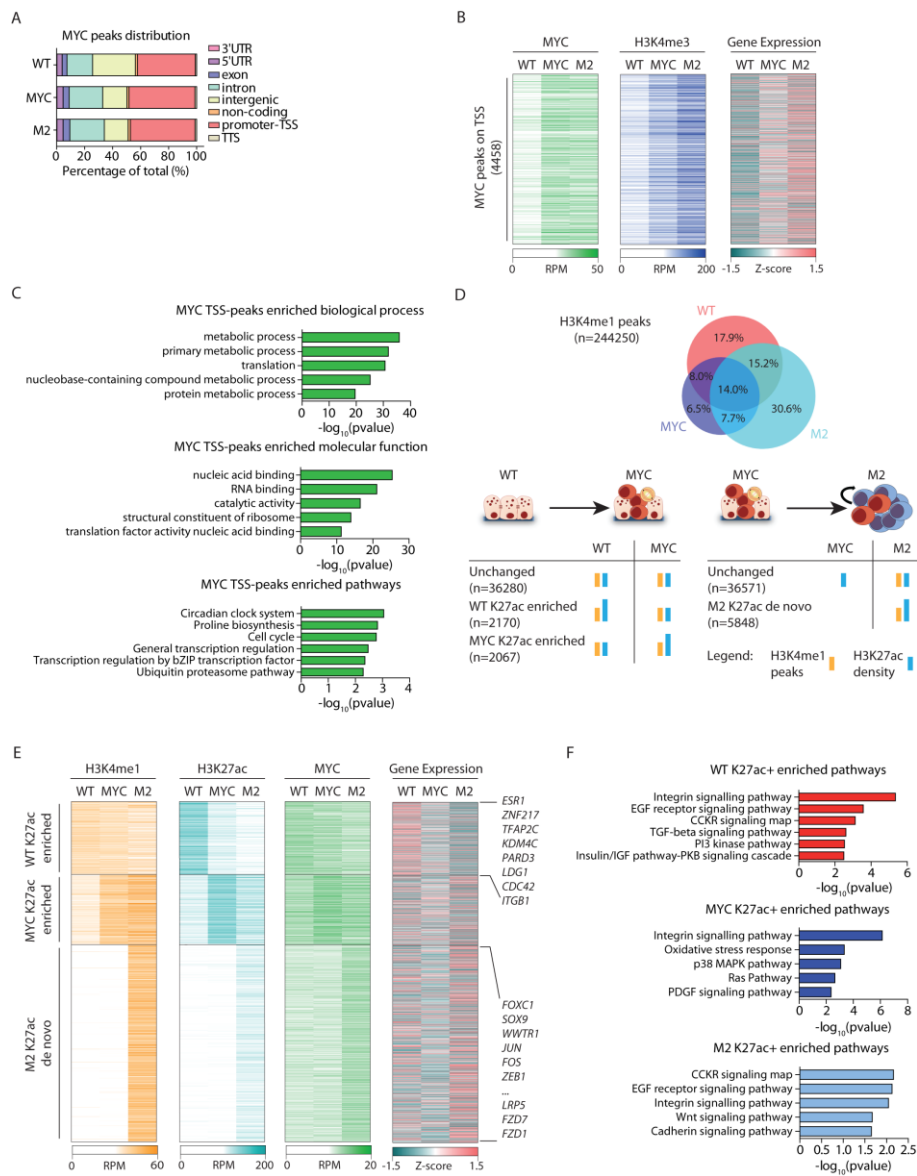 A
MYC peaks distribution
WT
MYC
M2
0 20 40 60 80 100
Percentage of total (%)
3'UTR
5'UTR
exon
intron
intergenic
non-coding
promoter-TSS
TTS
B
MYC H3K4me3 Gene Expression
WT MYC M2 WT MYC M2 WT MYC M2
MYC peaks on TSS
(4458)
0 RPM 50
0 RPM 200
-1.5 Z-score 1.5
C
MYC TSS-peaks enriched biological process
metabolic process
primary metabolic process
translation
nucleobase-containing compound metabolic process
protein metabolic process
0 10 20 30 40
-log10(pvalue)
MYC TSS-peaks enriched molecular function
nucleic acid binding
RNA binding
catalytic activity
structural constituent of ribosome
translation factor activity nucleic acid binding
0 10 20 30
-log10(pvalue)
MYC TSS-peaks enriched pathways
Circadian clock system
Proline biosynthesis
Cell cycle
General transcription regulation
Transcription regulation by bZIP transcription factor
Ubiquitin proteasome pathway
0 1 2 3 4
-log10(pvalue)
D
H3K4me1 peaks
(n=244250)
WT
17.9%
8.0%
15.2%
14.0%
6.5%
7.7%
30.6%
MYC
M2
WT MYC
WT MYC
Unchanged
(n=36280)
WT K27ac enriched
(n=2170)
MYC K27ac enriched
(n=2067)
MYC M2
MYC M2
Unchanged
(n=36571)
M2 K27ac de novo
(n=5848)
Legend: H3K4me1 peaks H3K27ac density
E
H3K4me1 H3K27ac MYC Gene Expression
WT MYC M2 WT MYC M2 WT MYC M2 WT MYC M2
WT K27ac
enriched
MYC K27ac
enriched
M2 K27ac
de novo
ESR1
ZNF217
TFAP2C
KDM4C
PARD3
LDG1
CDC42
ITGB1
FOXC1
SOX9
WWTR1
JUN
FOS
ZEB1
...
LRP5
FZD7
FZD1
0 RPM 60
0 RPM 200
0 RPM 20
-1.5 Z-score 1.5
F
WT K27ac+ enriched pathways
Integrin signalling pathway
EGF receptor signaling pathway
CCKR signaling map
TGF-beta signaling pathway
PI3 kinase pathway
Insulin/IGF pathway-PKB signaling cascade
0 2 4 6
-log10(pvalue)
MYC K27ac+ enriched pathways
Integrin signalling pathway
Oxidative stress response
p38 MAPK pathway
Ras Pathway
PDGF signaling pathway
0 2 4 6 8
-log10(pvalue)
M2 K27ac+ enriched pathways
CCKR signaling map
EGF receptor signaling pathway
Integrin signalling pathway
Wnt signaling pathway
Cadherin signaling pathway
0 0.5 1.0 1.5 2.0 2.5
-log10(pvalue)